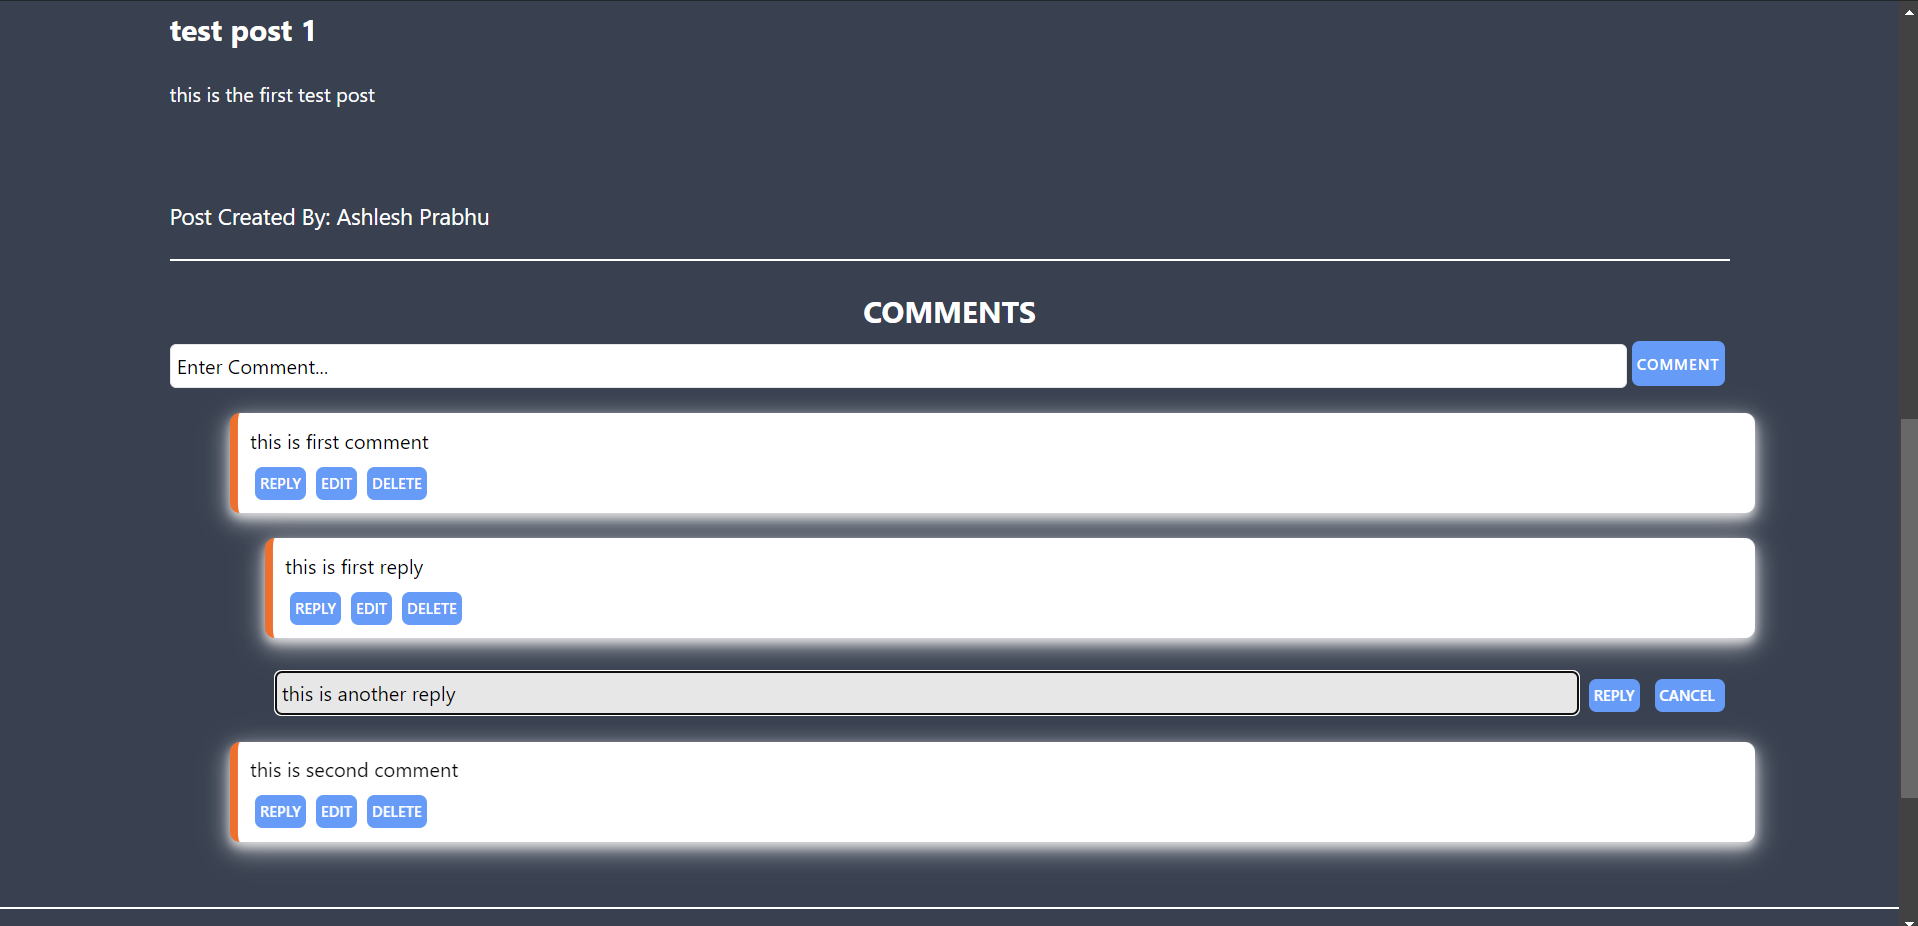 test post 1
this is the first test post
Post Created By: Ashlesh Prabhu
COMMENTS
Enter Comment... COMMENT
this is first comment
REPLY EDIT DELETE
this is first reply
REPLY EDIT DELETE
this is another reply REPLY CANCEL
this is second comment
REPLY EDIT DELETE